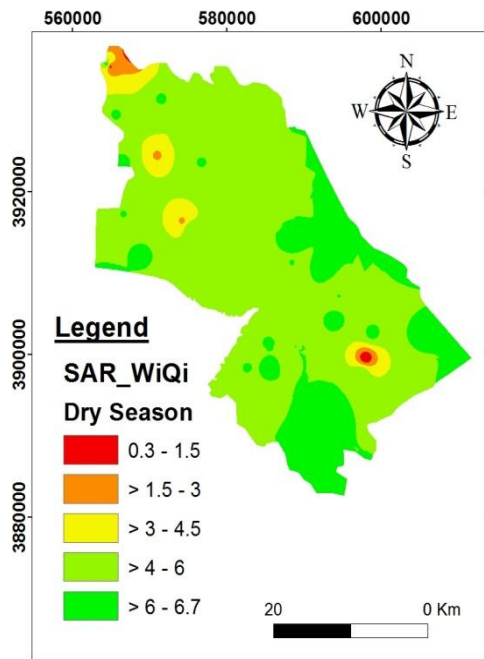 560000 580000 600000
N
W E
S
3920000
3900000
3880000
Legend
SAR_WiQi
Dry Season
0.3 - 1.5
> 1.5 - 3
> 3 - 4.5
> 4 - 6
> 6 - 6.7
20 0 Km